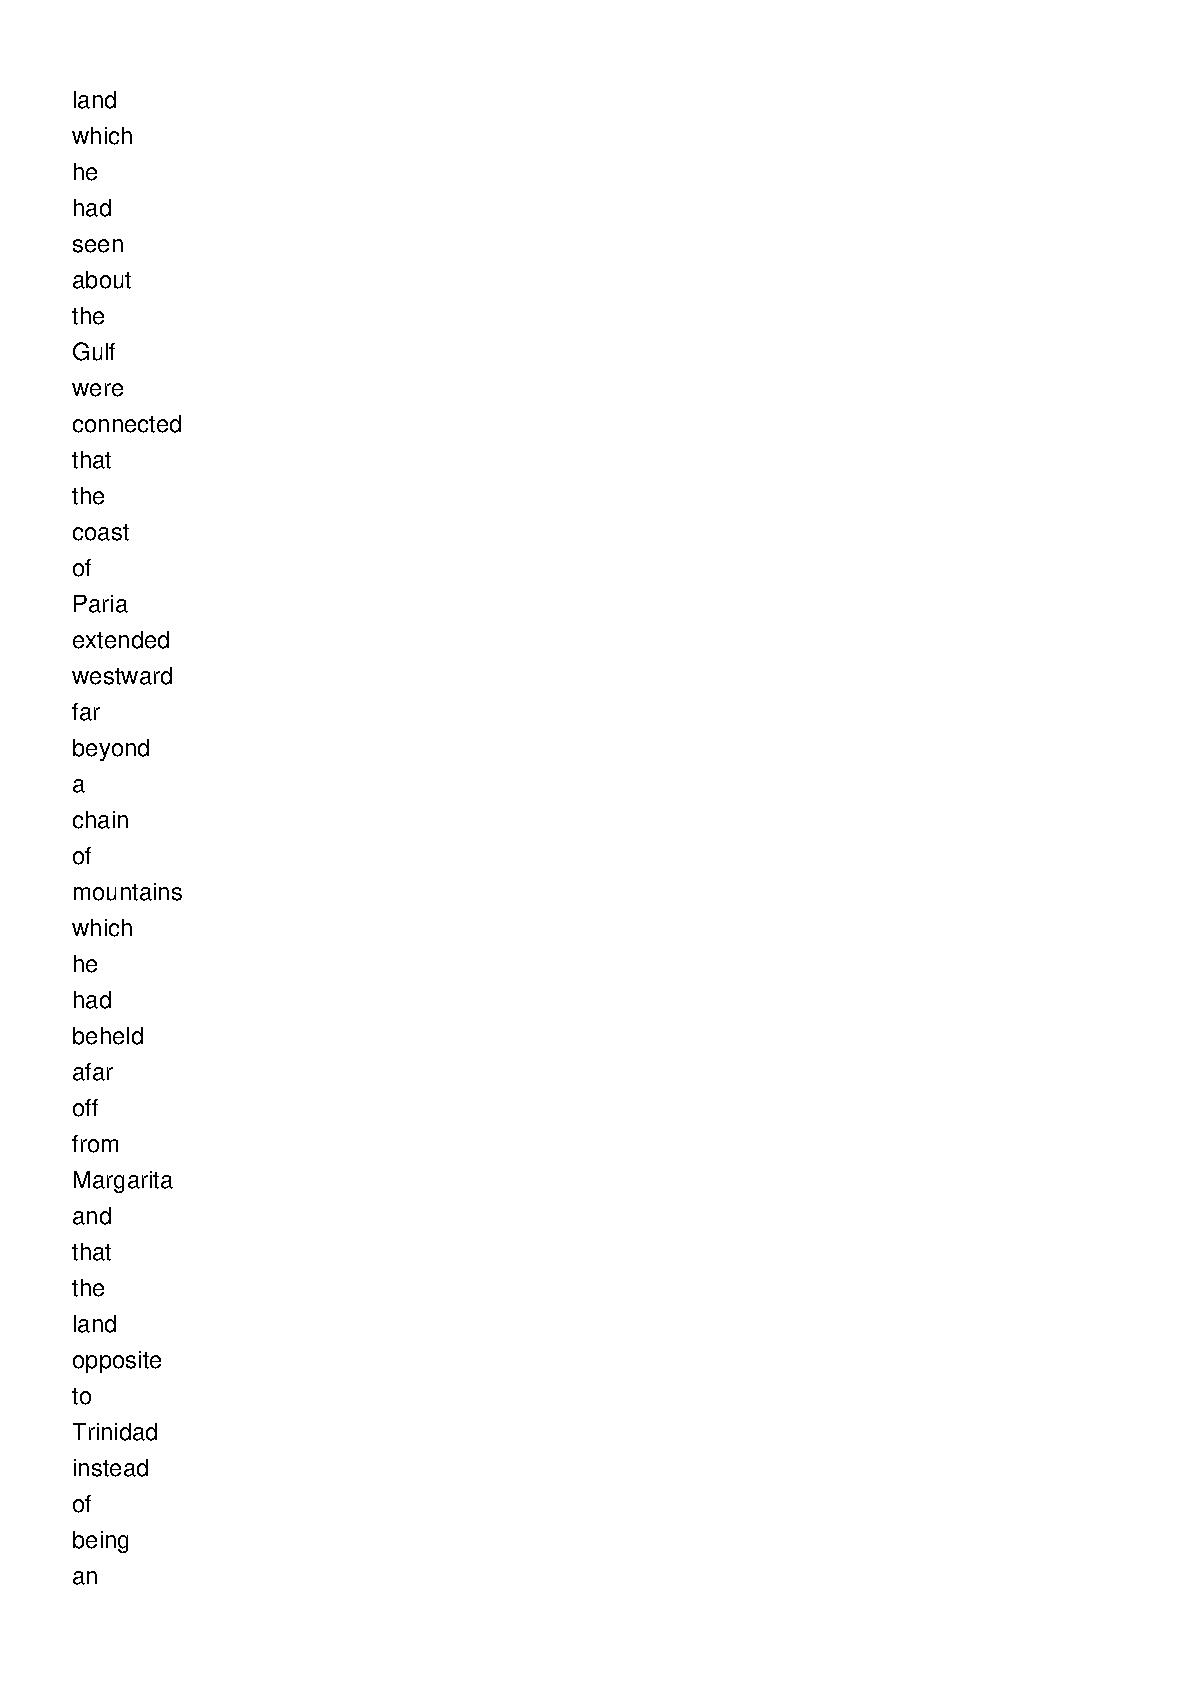 land
which
he
had
seen
about
the
Gulf
were
connected
that
the
coast
of
Paria
extended
westward
far
beyond
a
chain
of
mountains
which
he
had
beheld
afar
off
from
Margarita
and
that
the
land
opposite
to
Trinidad
instead
of
being
an